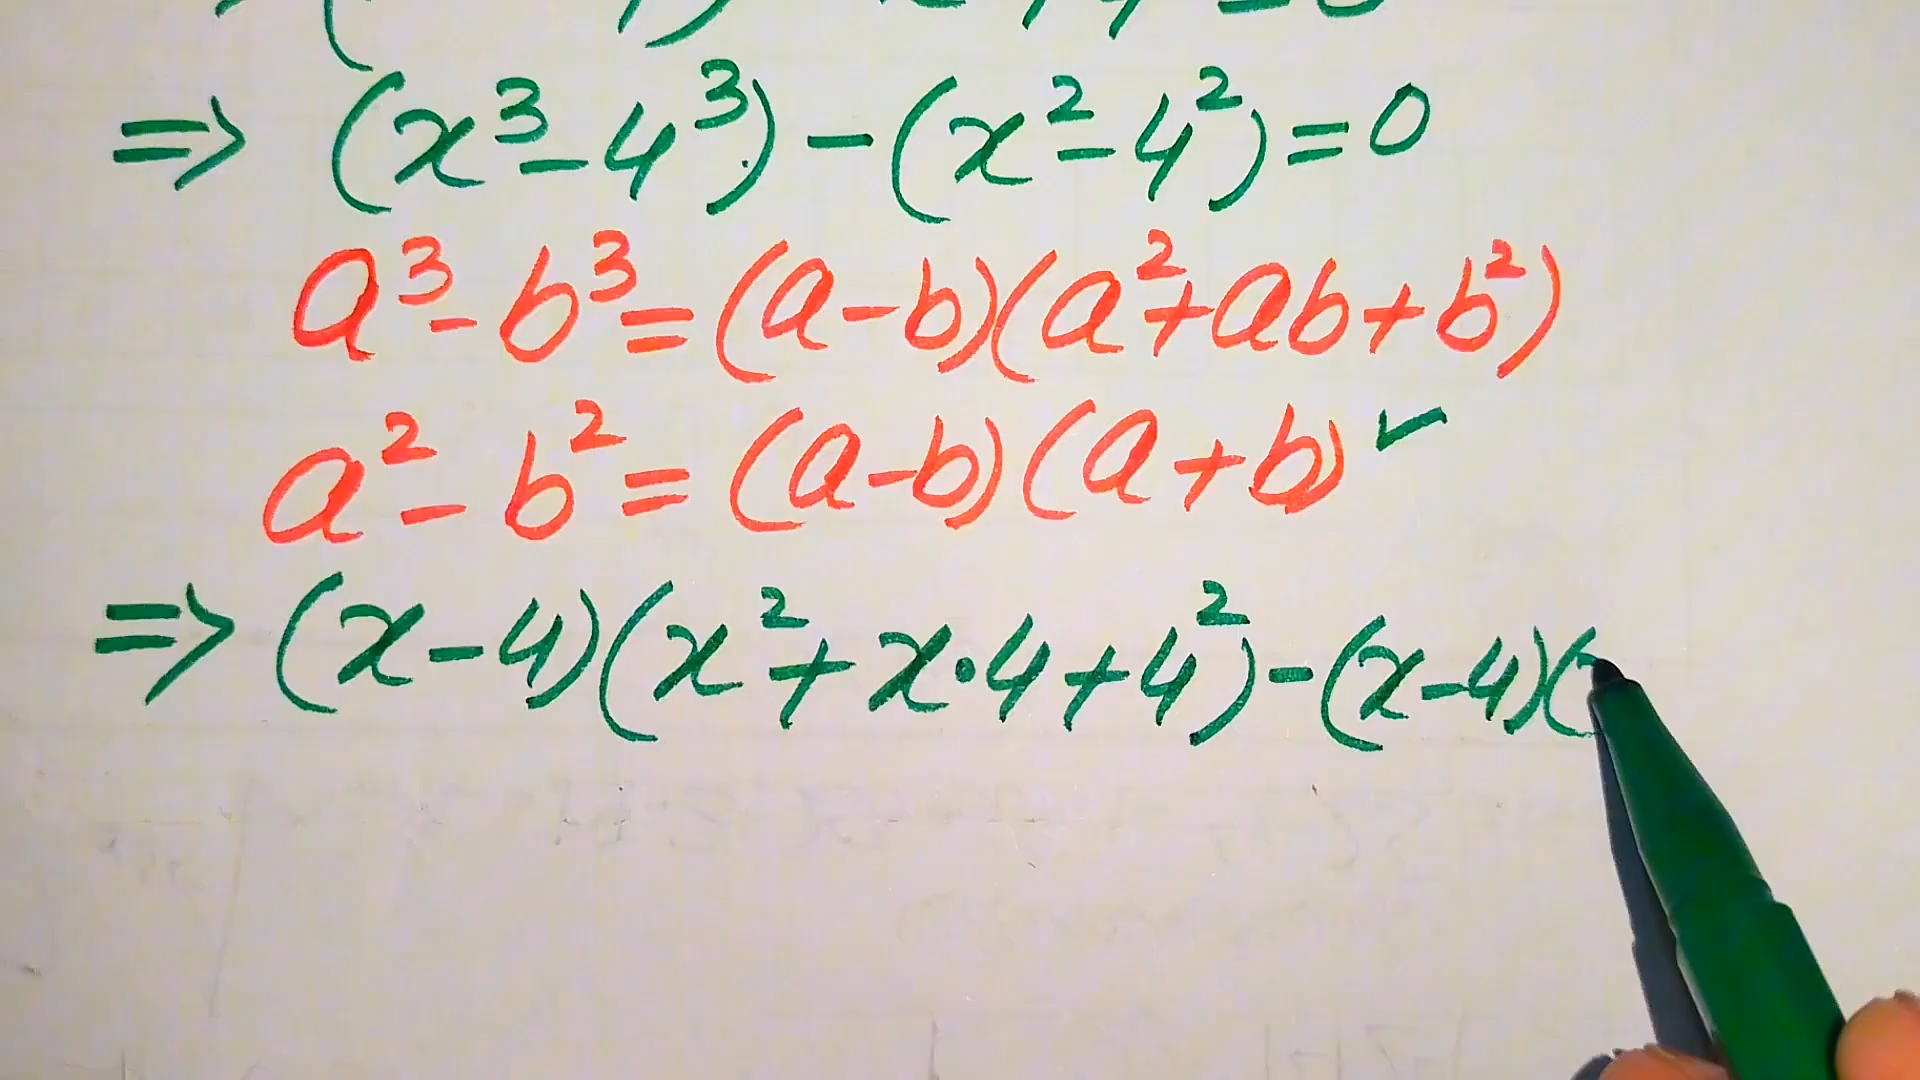 => (x³-4³)-(x²-4²)=0
a³-b³=(a-b)(a²+ab+b²)
a²-b²=(a-b)(a+b) ✓
=> (x-4)(x²+x·4+4²)-(x-4)(